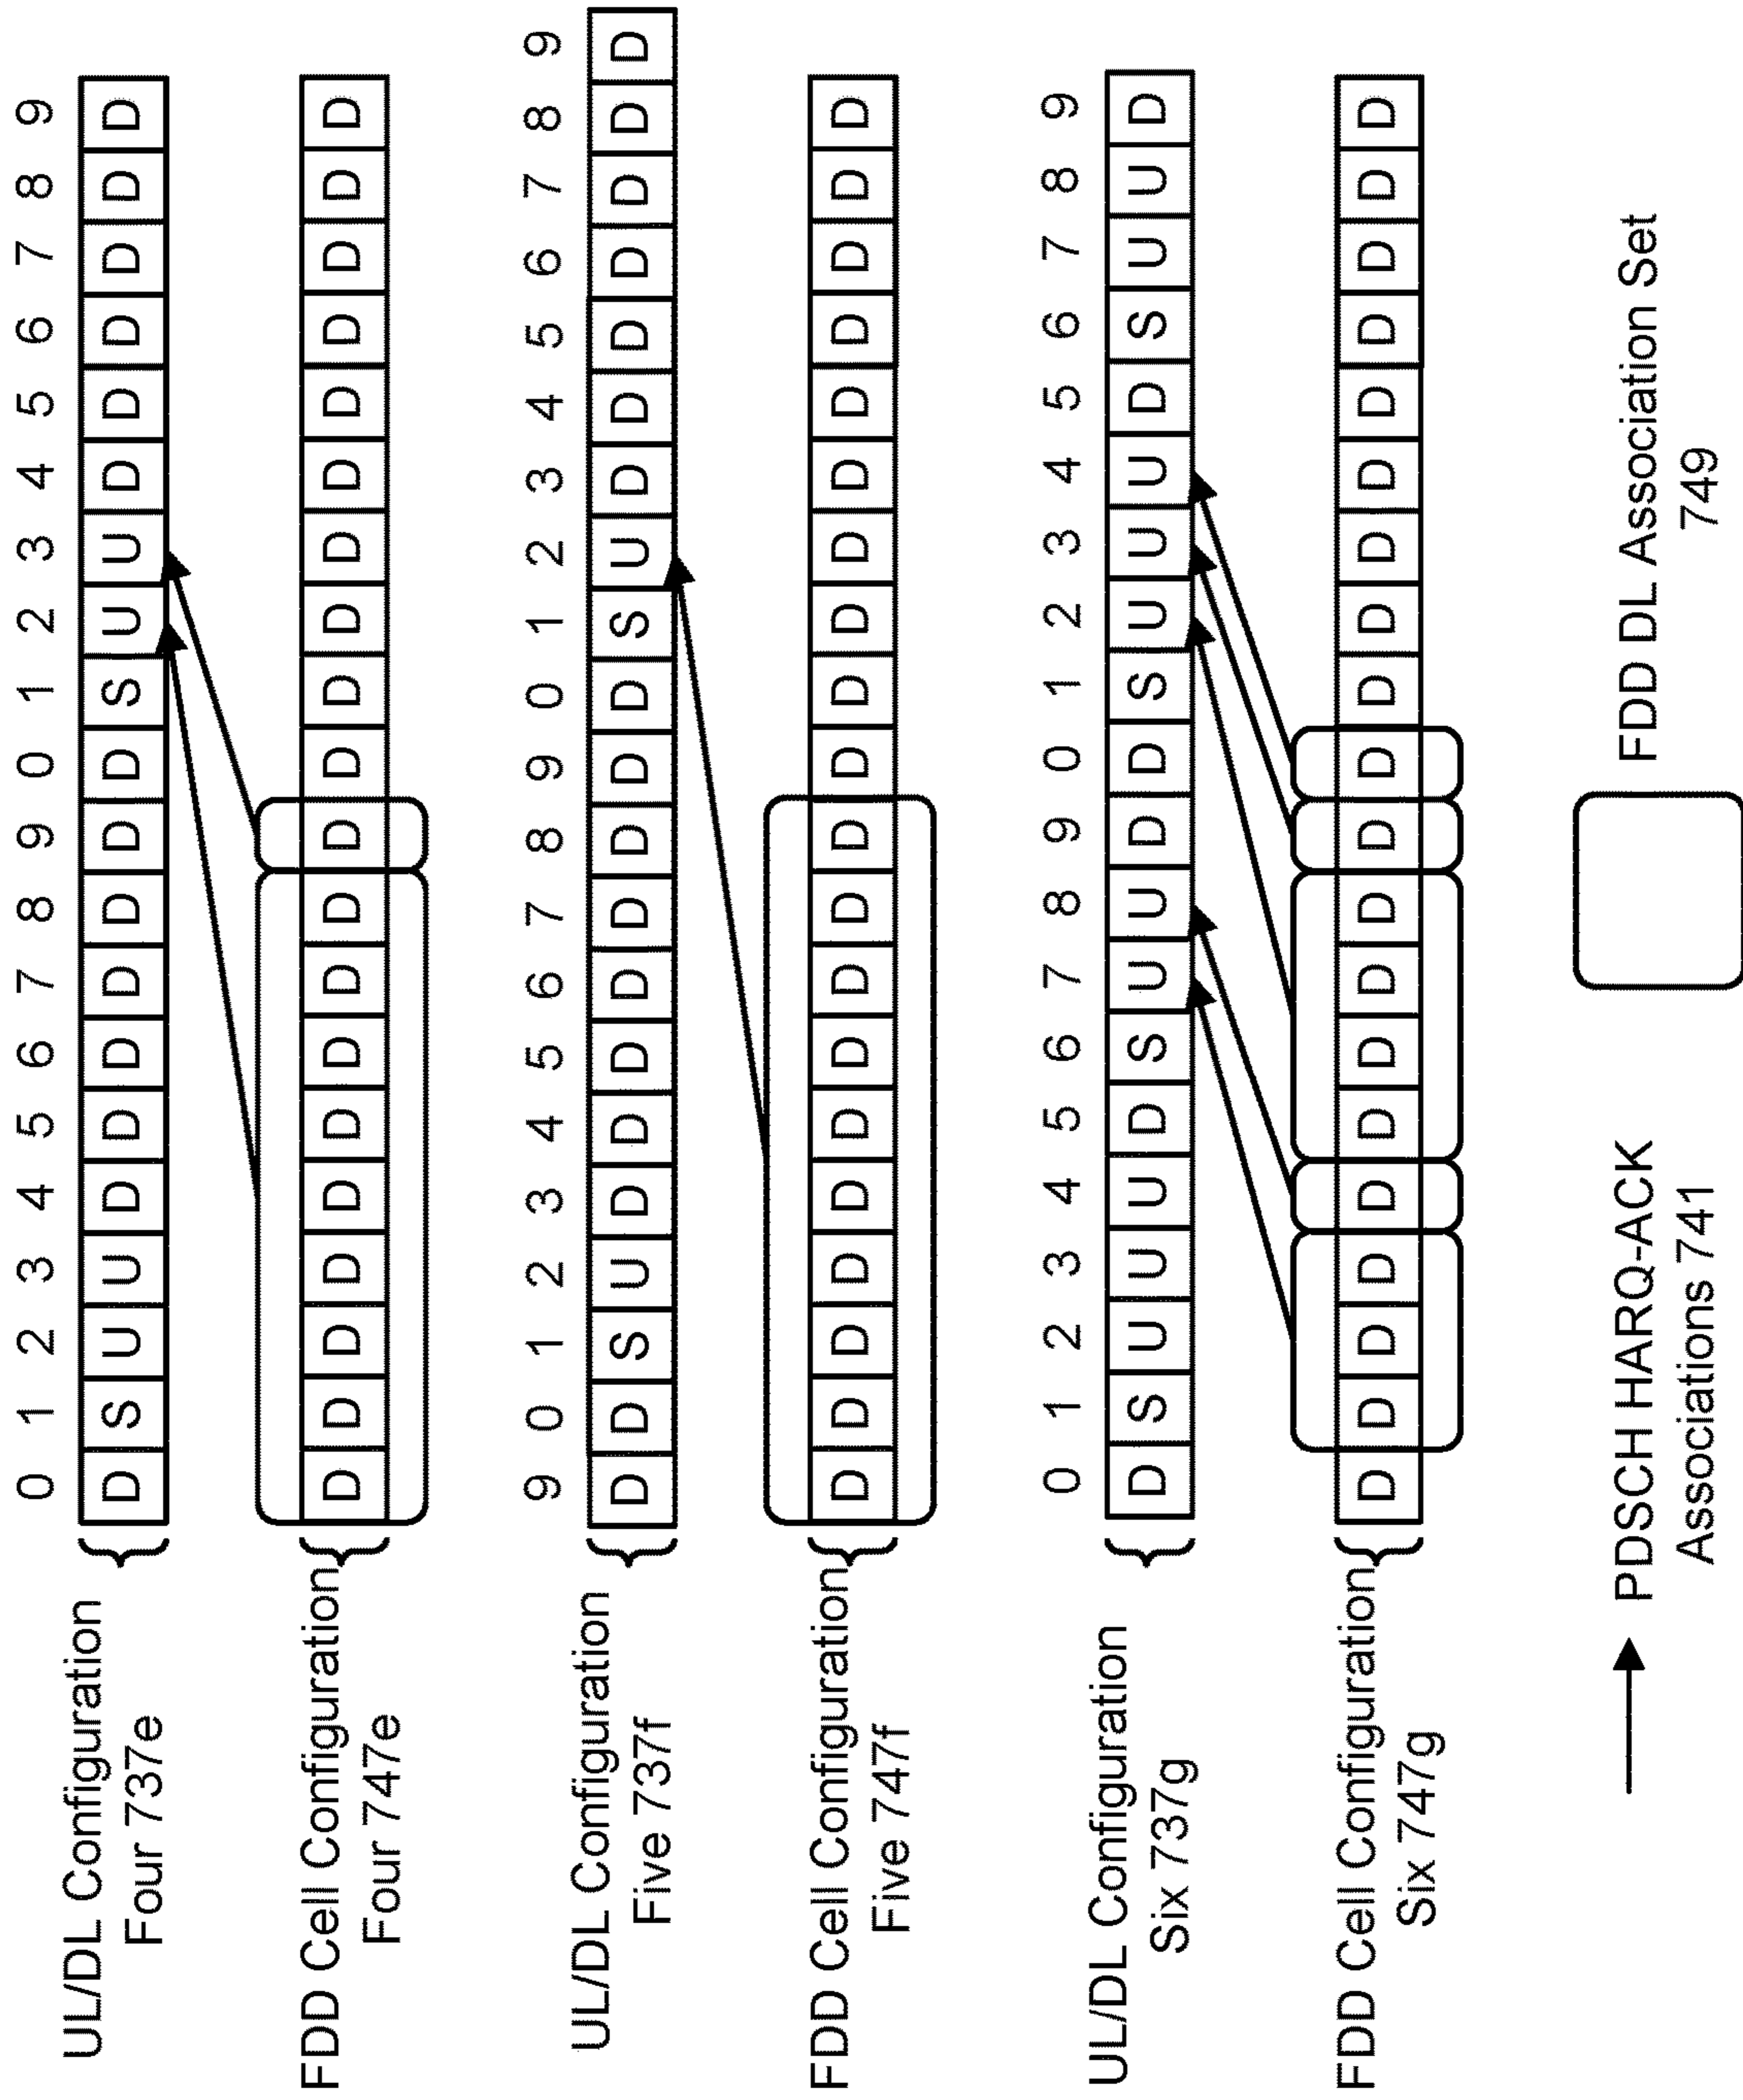 0 1 2 3 4 5 6 7 8 9 0 1 2 3 4 5 6 7 8 9
UL/DL Configuration
Four 737e
D S U U D D D D D D D S U U D D D D D D
FDD Cell Configuration
Four 747e
D D D D D D D D D D D D D D D D D D D D
9 0 1 2 3 4 5 6 7 8 9 0 1 2 3 4 5 6 7 8 9
UL/DL Configuration
Five 737f
D D S U D D D D D D D D S U D D D D D D D
FDD Cell Configuration
Five 747f
D D D D D D D D D D D D D D D D D D D D
0 1 2 3 4 5 6 7 8 9 0 1 2 3 4 5 6 7 8 9
UL/DL Configuration
Six 737g
D S U U U D S U U D D S U U U D S U U D
FDD Cell Configuration
Six 747g
D D D D D D D D D D D D D D D D D D D D
PDSCH HARQ-ACK
Associations 741
FDD DL Association Set
749